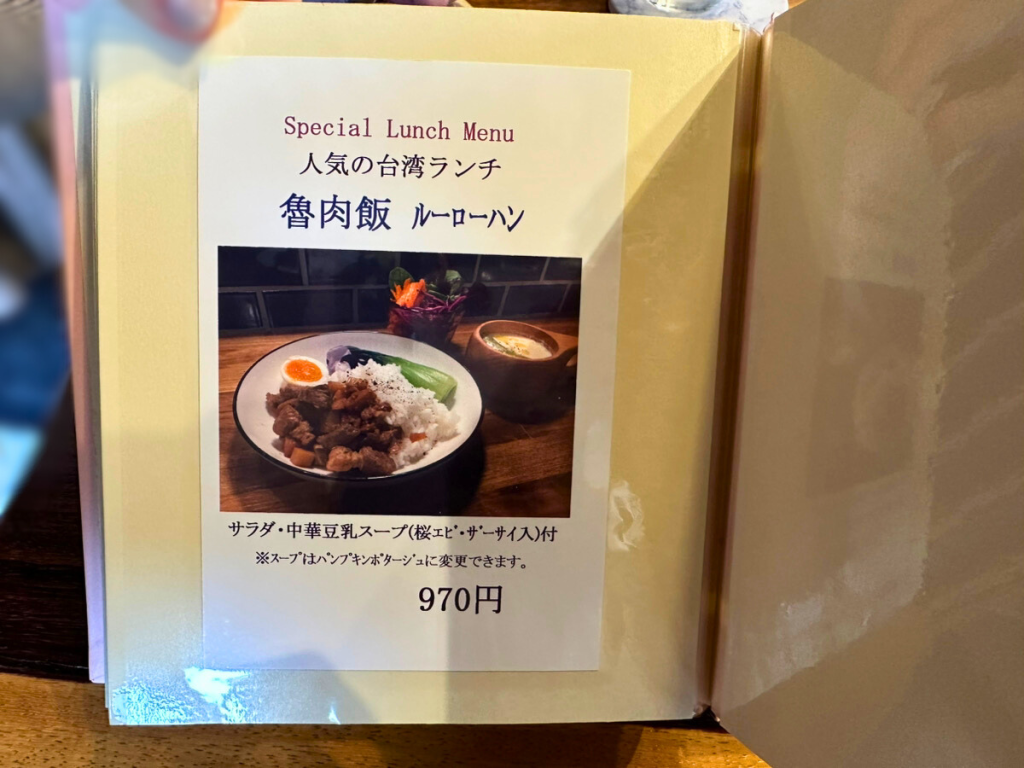 Special Lunch Menu
人気の台湾ランチ
魯肉飯 ルーローハン
サラダ・中華豆乳スープ(桜ｴﾋﾞ・ｻﾞｰｻｲ入)付
※ｽｰﾌﾟはﾊﾟﾝﾌﾟｷﾝﾎﾟﾀｰｼﾞｭに変更できます。
970円